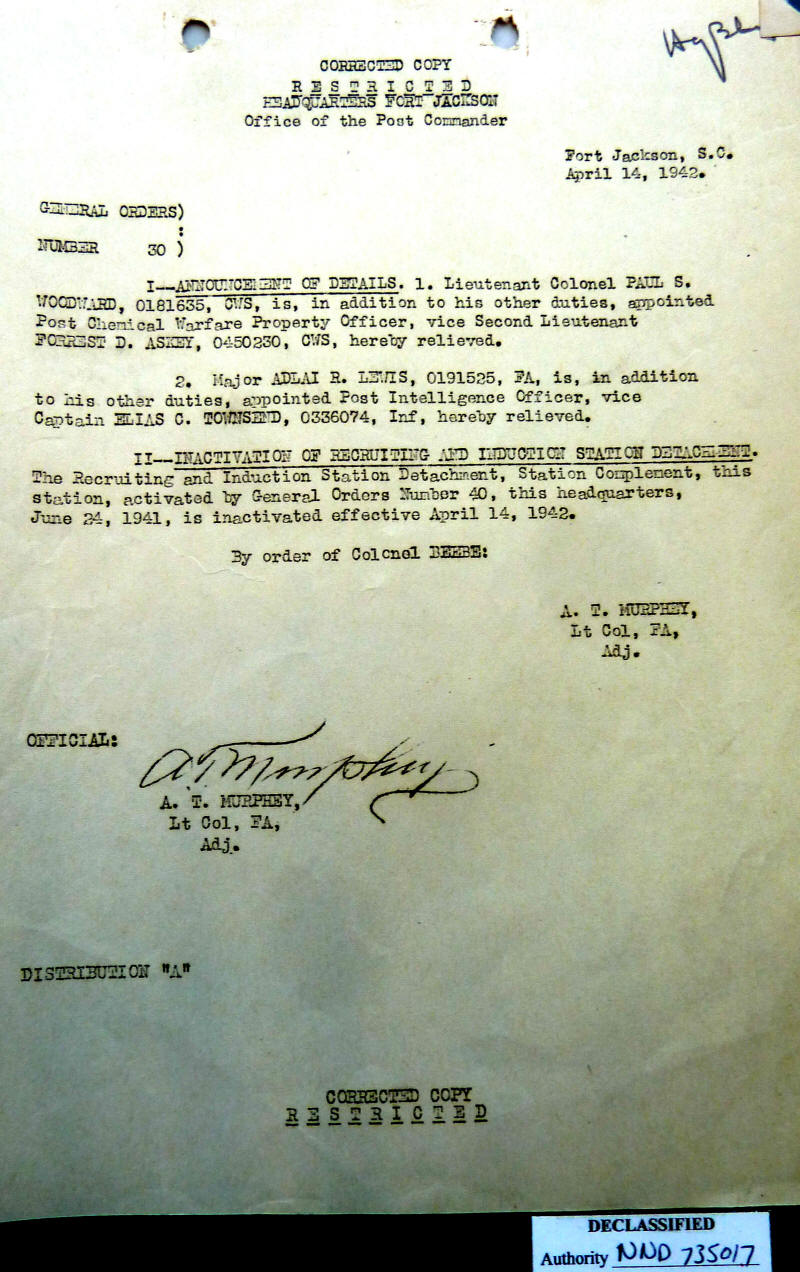 CORRECTED COPY
R E S T R I C T E D
HEADQUARTERS FORT JACKSON
Office of the Post Commander
Fort Jackson, S.C.
April 14, 1942.
GENERAL ORDERS)
:
NUMBER 30 )
I--ANNOUNCEMENT OF DETAILS. 1. Lieutenant Colonel PAUL S.
WOODWARD, 0181635, CWS, is, in addition to his other duties, appointed
Post Chemical Warfare Property Officer, vice Second Lieutenant
FORREST D. ASKEY, 0450230, CWS, hereby relieved.
2. Major ADLAI R. LEWIS, 0191525, FA, is, in addition
to his other duties, appointed Post Intelligence Officer, vice
Captain ELIAS C. TOWNSEND, 0336074, Inf, hereby relieved.
II--INACTIVATION OF RECRUITING AND INDUCTION STATION DETACHMENT.
The Recruiting and Induction Station Detachment, Station Complement, this
station, activated by General Orders Number 40, this headquarters,
June 24, 1941, is inactivated effective April 14, 1942.
By order of Colonel BEEBE:
A. T. MURPHEY,
Lt Col, FA,
Adj.
OFFICIAL:
A T Murphey
A. T. MURPHEY,
Lt Col, FA,
Adj.
DISTRIBUTION "A"
CORRECTED COPY
R E S T R I C T E D
DECLASSIFIED
Authority NND 735017